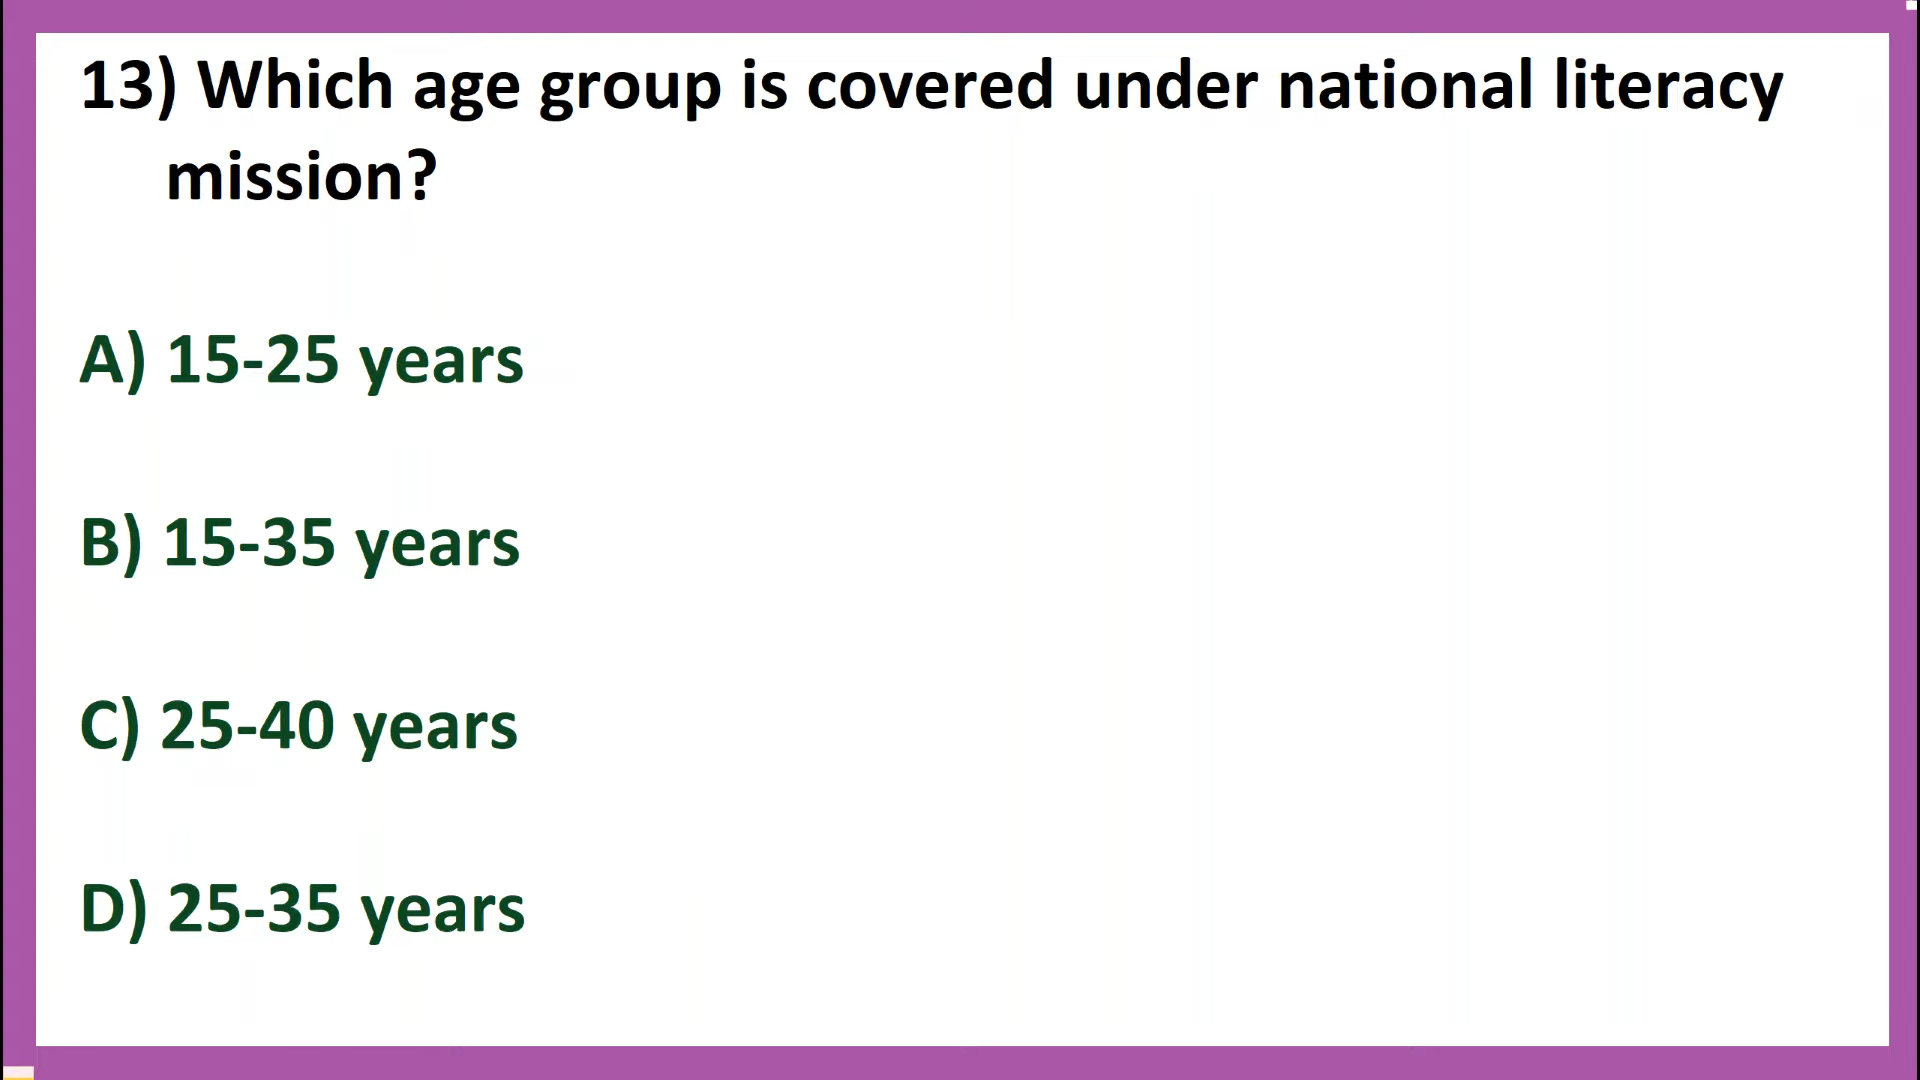 13) Which age group is covered under national literacy
mission?
A) 15-25 years
B) 15-35 years
C) 25-40 years
D) 25-35 years